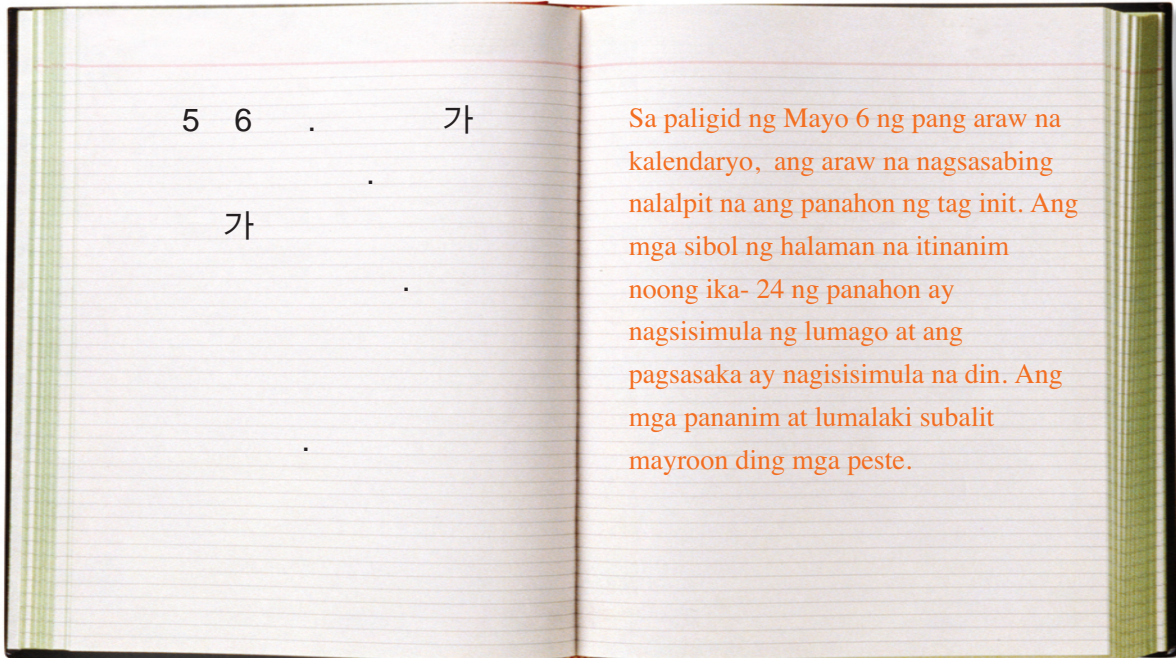 5 6 . 가
.
가
.
.
Sa paligid ng Mayo 6 ng pang araw na
kalendaryo, ang araw na nagsasabing
nalalpit na ang panahon ng tag init. Ang
mga sibol ng halaman na itinanim
noong ika- 24 ng panahon ay
nagsisimula ng lumago at ang
pagsasaka ay nagisisimula na din. Ang
mga pananim at lumalaki subalit
mayroon ding mga peste.